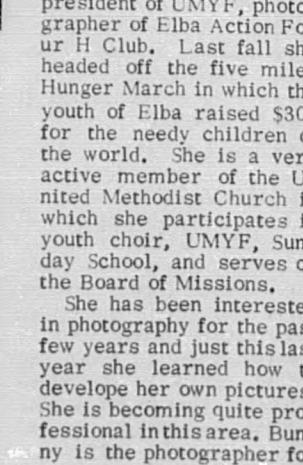 president of UMYF, photo
grapher of Elba Action Fo
ur H Club. Last fall sh
headed off the five mile
Hunger March in which th
youth of Elba raised $30
for the needy children o
the world. She is a ver
active member of the U
nited Methodist Church i
which she participates i
youth choir, UMYF, Sun
day School, and serves o
the Board of Missions.
She has been intereste
in photography for the pas
few years and just this las
year she learned how t
develope her own pictures
She is becoming quite pro
fessional in this area. Bun
ny is the photographer fo